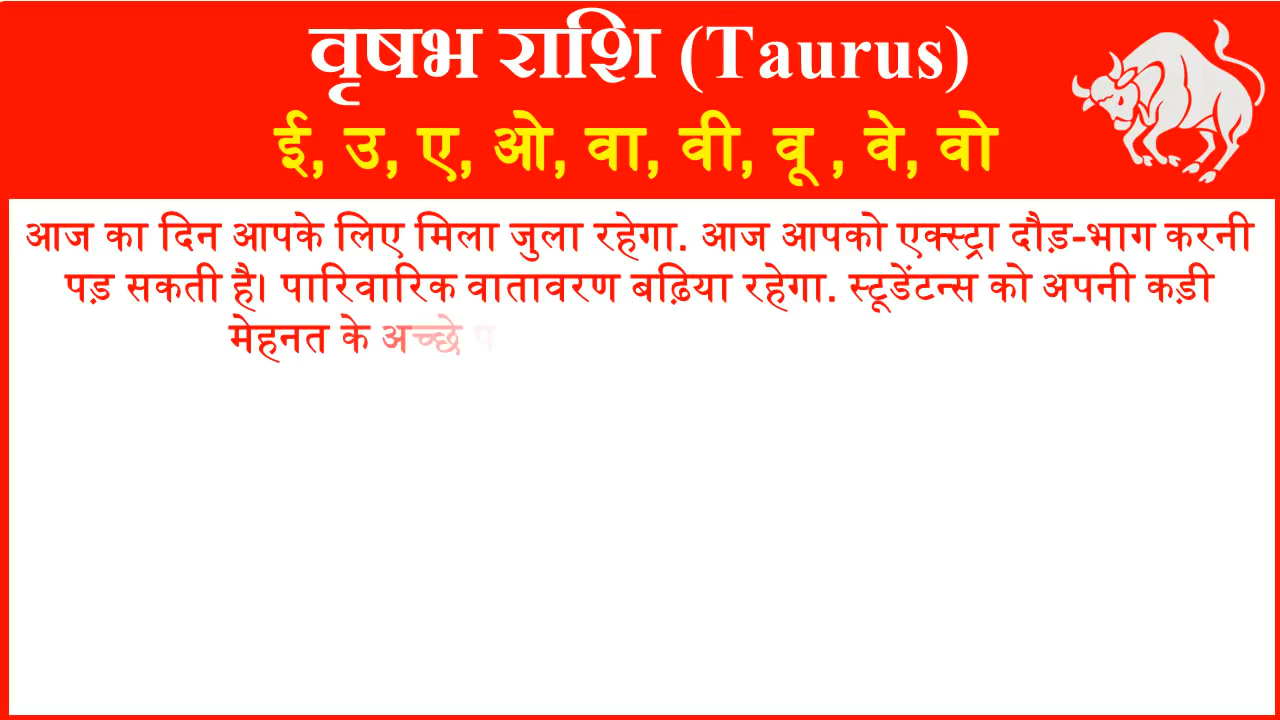 वृषभ राशि (Taurus)
ई, उ, ए, ओ, वा, वी, वू , वे, वो
आज का दिन आपके लिए मिला जुला रहेगा. आज आपको एक्स्ट्रा दौड़-भाग करनी
पड़ सकती है। पारिवारिक वातावरण बढ़िया रहेगा. स्टूडेंटन्स को अपनी कड़ी
मेहनत के अच्छे